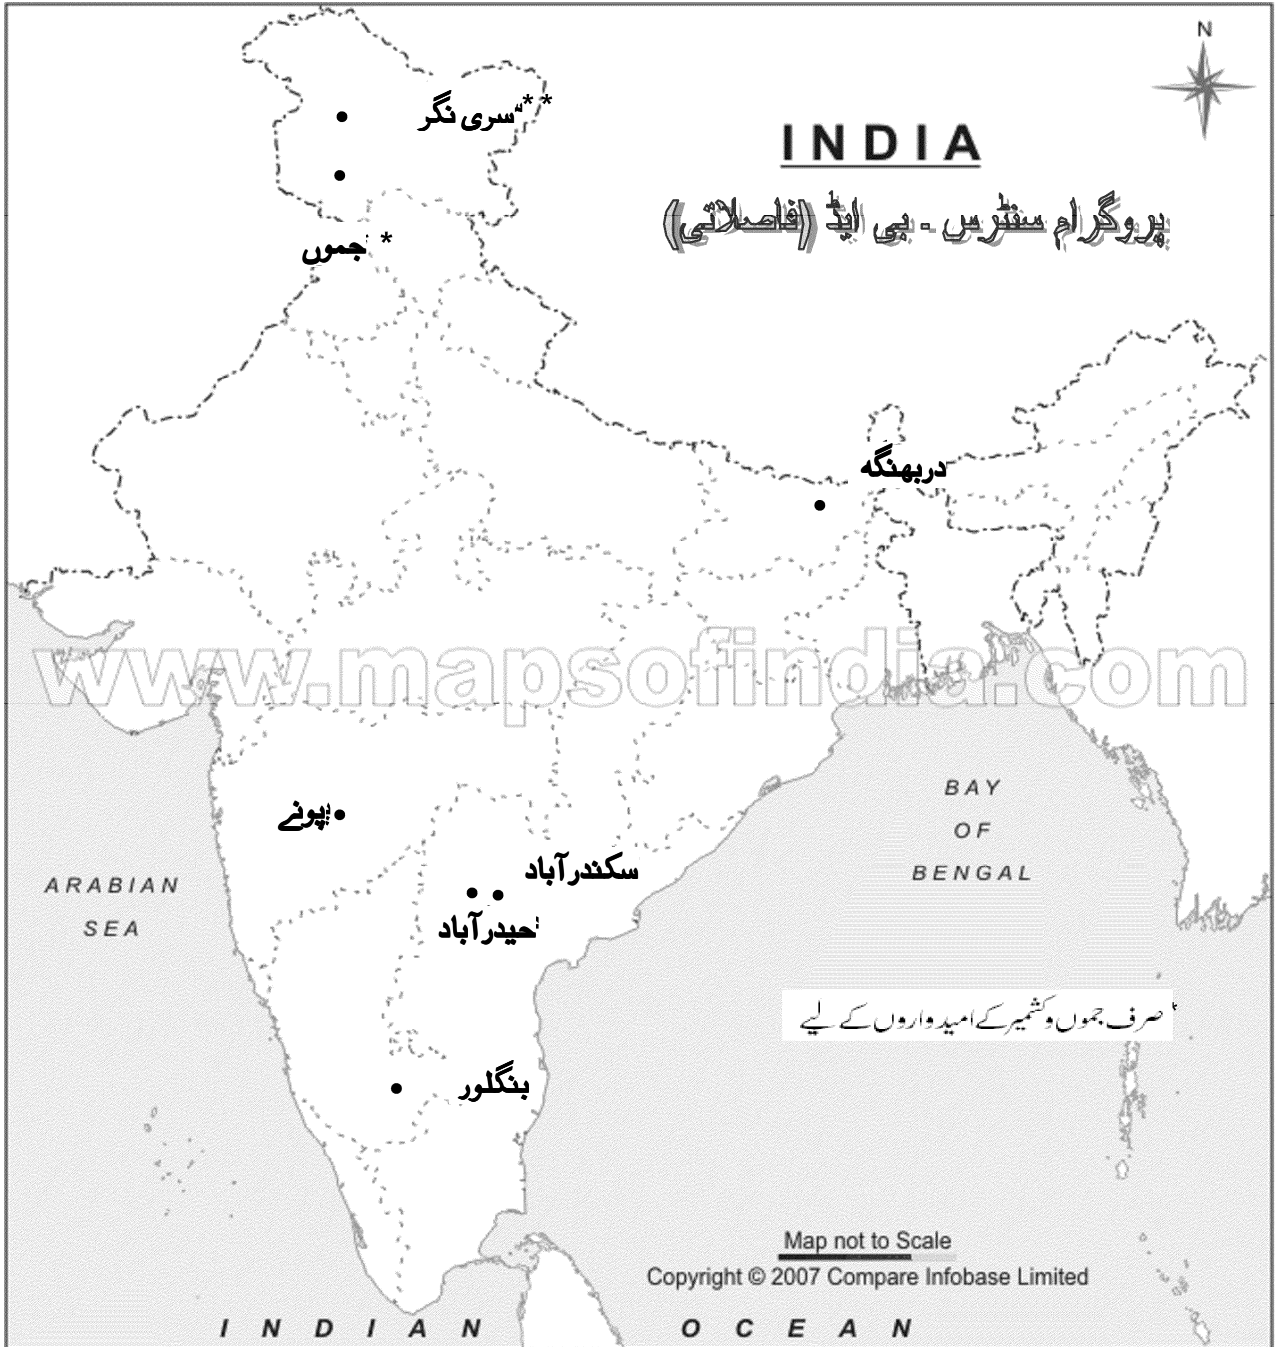 N
سری نگر**
INDIA
پروگرام سنٹرس - بی ایڈ (فاصلاتی)
جموں *
دربھنگہ
www.mapsofindia.com
BAY
OF
BENGAL
پونے
سکندرآباد
ARABIAN
SEA
حیدرآباد
* صرف جموں وکشمیر کے امیدواروں کے لیے
بنگلور
Map not to Scale
Copyright © 2007 Compare Infobase Limited
INDIAN OCEAN